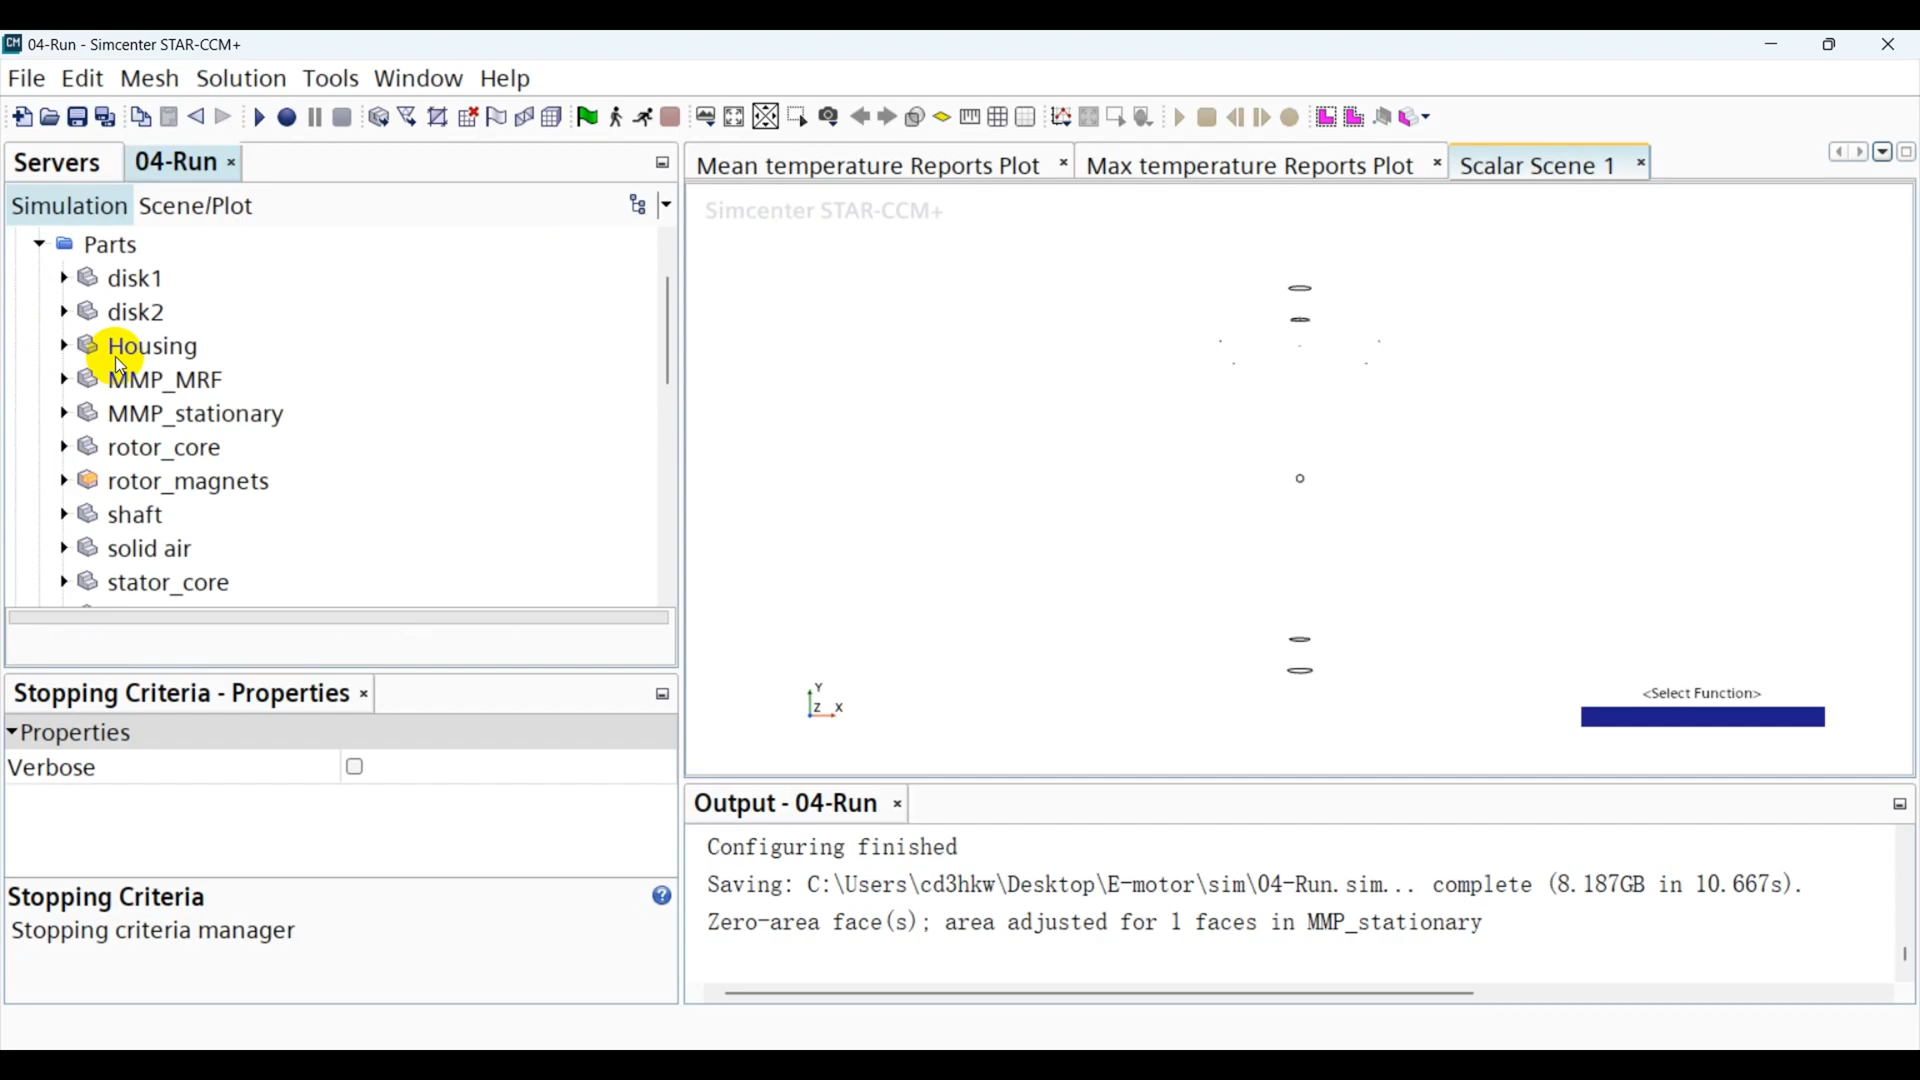 CM 04-Run - Simcenter STAR-CCM+
File Edit Mesh Solution Tools Window Help
Servers 04-Run ×
Mean temperature Reports Plot × Max temperature Reports Plot × Scalar Scene 1 ×
Simulation Scene/Plot
Simcenter STAR-CCM+
Parts
disk1
disk2
Housing
MMP_MRF
MMP_stationary
rotor_core
rotor_magnets
shaft
solid air
stator_core
Y
Z X
<Select Function>
Stopping Criteria - Properties ×
Properties
Verbose
Stopping Criteria
Stopping criteria manager
Output - 04-Run ×
Configuring finished
Saving: C:\Users\cd3hkw\Desktop\E-motor\sim\04-Run.sim... complete (8.187GB in 10.667s).
Zero-area face(s); area adjusted for 1 faces in MMP_stationary